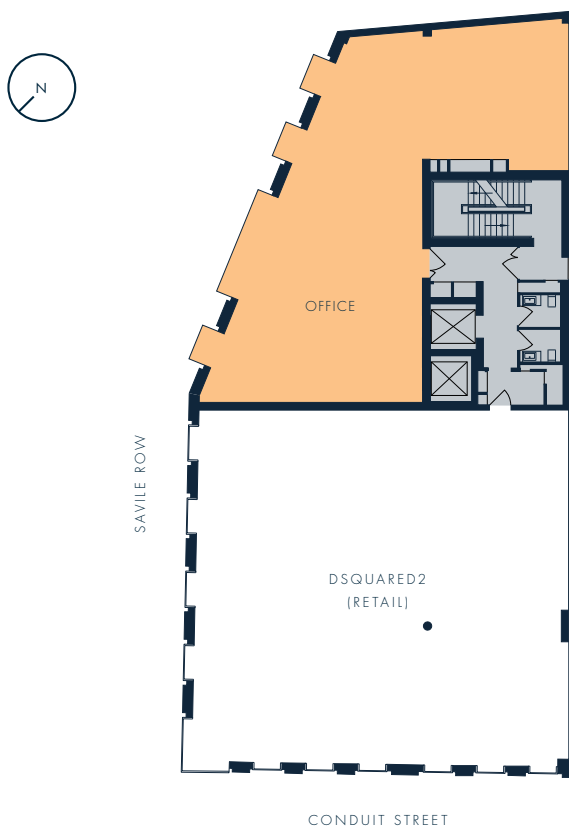 N
OFFICE
SAVILE ROW
DSQUARED2
(RETAIL)
CONDUIT STREET